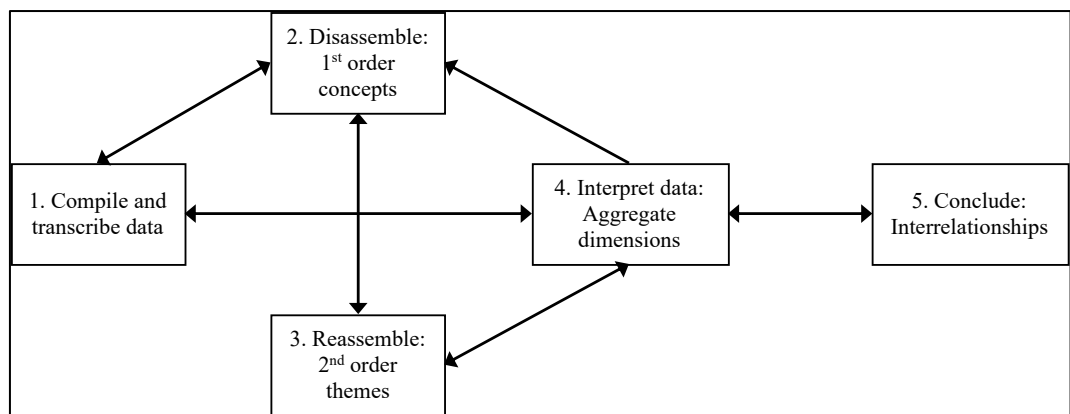 2. Disassemble:
1st order
concepts
1. Compile and
transcribe data
4. Interpret data:
Aggregate
dimensions
5. Conclude:
Interrelationships
3. Reassemble:
2nd order
themes